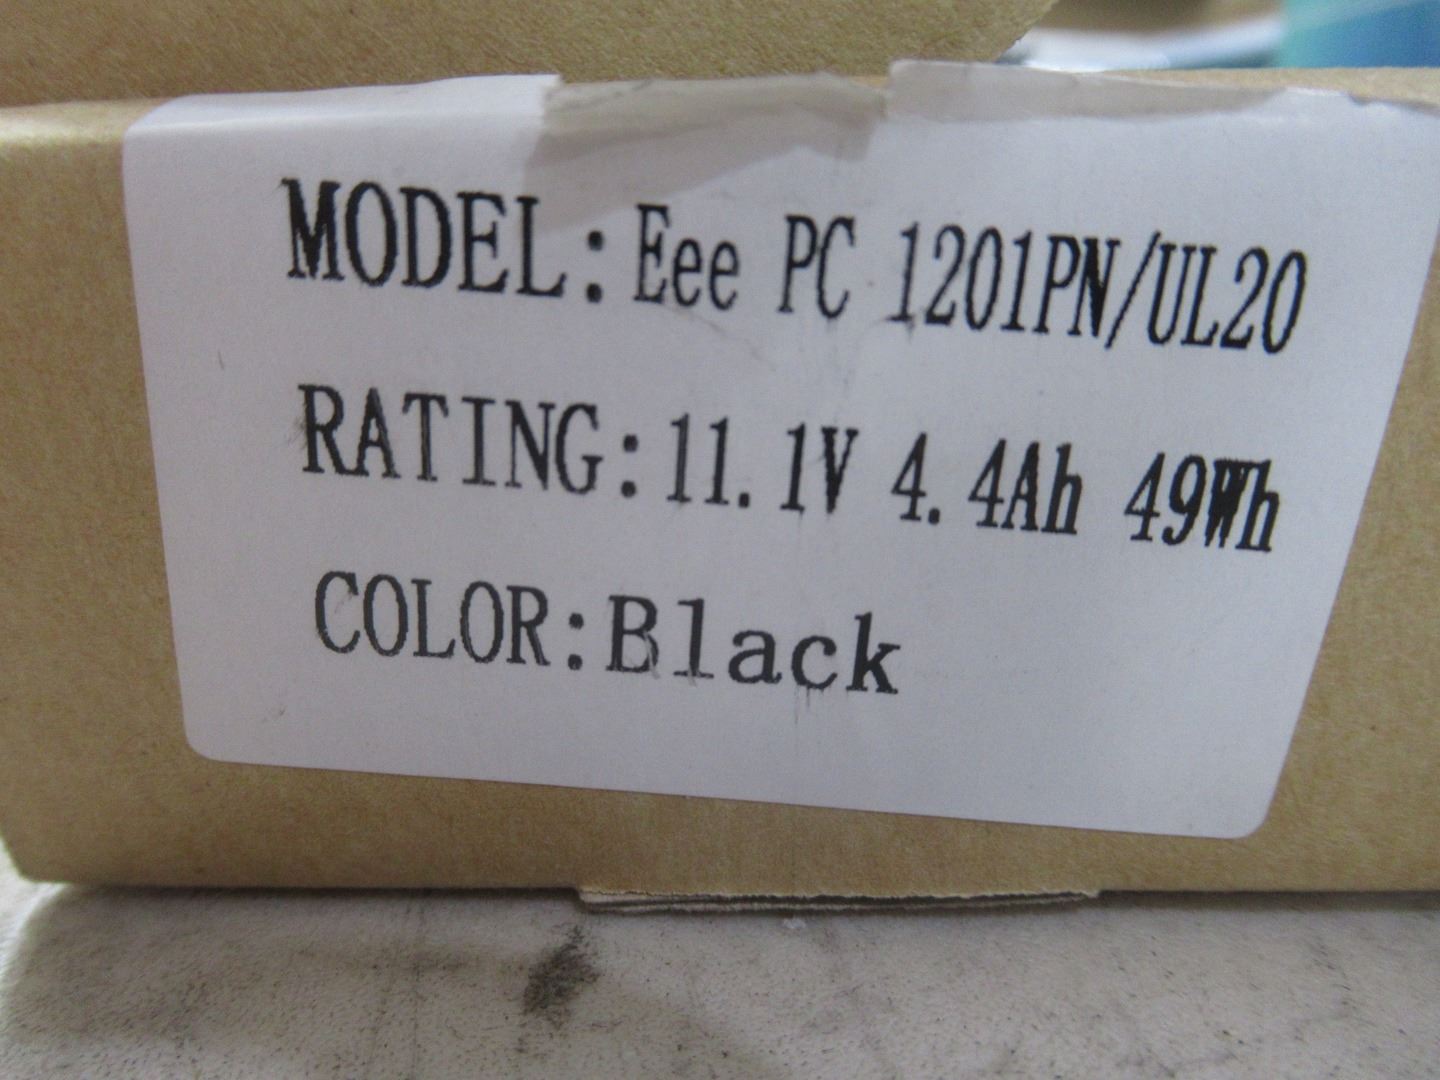 MODEL:Eee PC 1201PN/UL20
RATING:11.1V 4.4Ah 49Wh
COLOR:Black